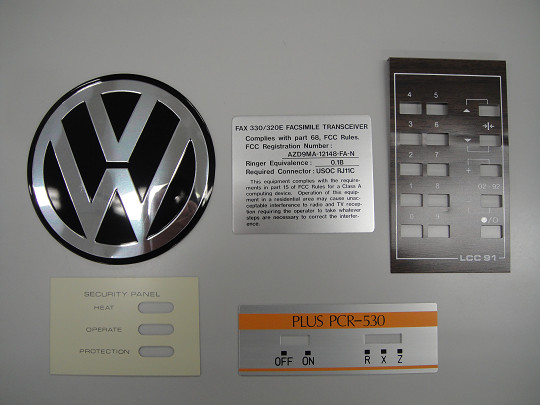 VW
FAX 330/320E FACSIMILE TRANSCEIVER
Complies with part 68, FCC Rules.
FCC Registration Number:
AZD9MA-12148-FA-N
Ringer Equivalence: 0.1B
Required Connector: USOC RJ11C
This equipment complies with the require-
ments in part 15 of FCC Rules for a Class A
computing device. Operation of this equip-
ment in a residential area may cause unac-
ceptable interference to radio and TV recep-
tion requiring the operator to take whatever
steps are necessary to correct the interfer-
ence.
4 5
3 6
2 7
1 8
0 9
LCC 91
SECURITY PANEL
HEAT
OPERATE
PROTECTION
PLUS PCR-530
OFF ON R X Z